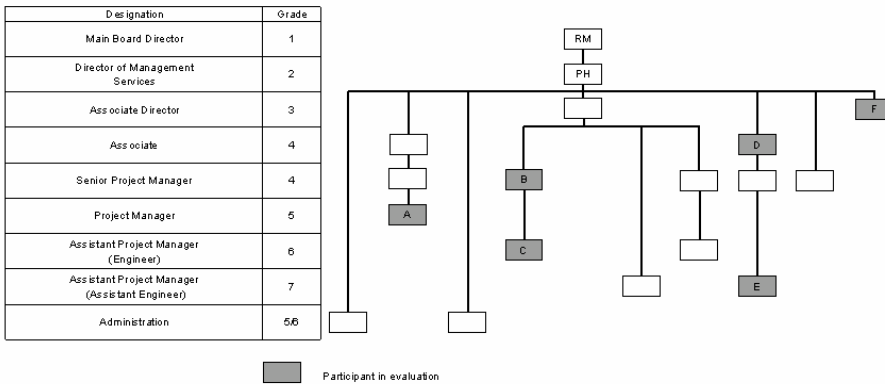 Designation Grade
Main Board Director 1
Director of Management
Services 2
Associate Director 3
Associate 4
Senior Project Manager 4
Project Manager 5
Assistant Project Manager
(Engineer) 6
Assistant Project Manager
(Assistant Engineer) 7
Administration 5/6
RM
PH
F
D
B
A
C
E
Participant in evaluation